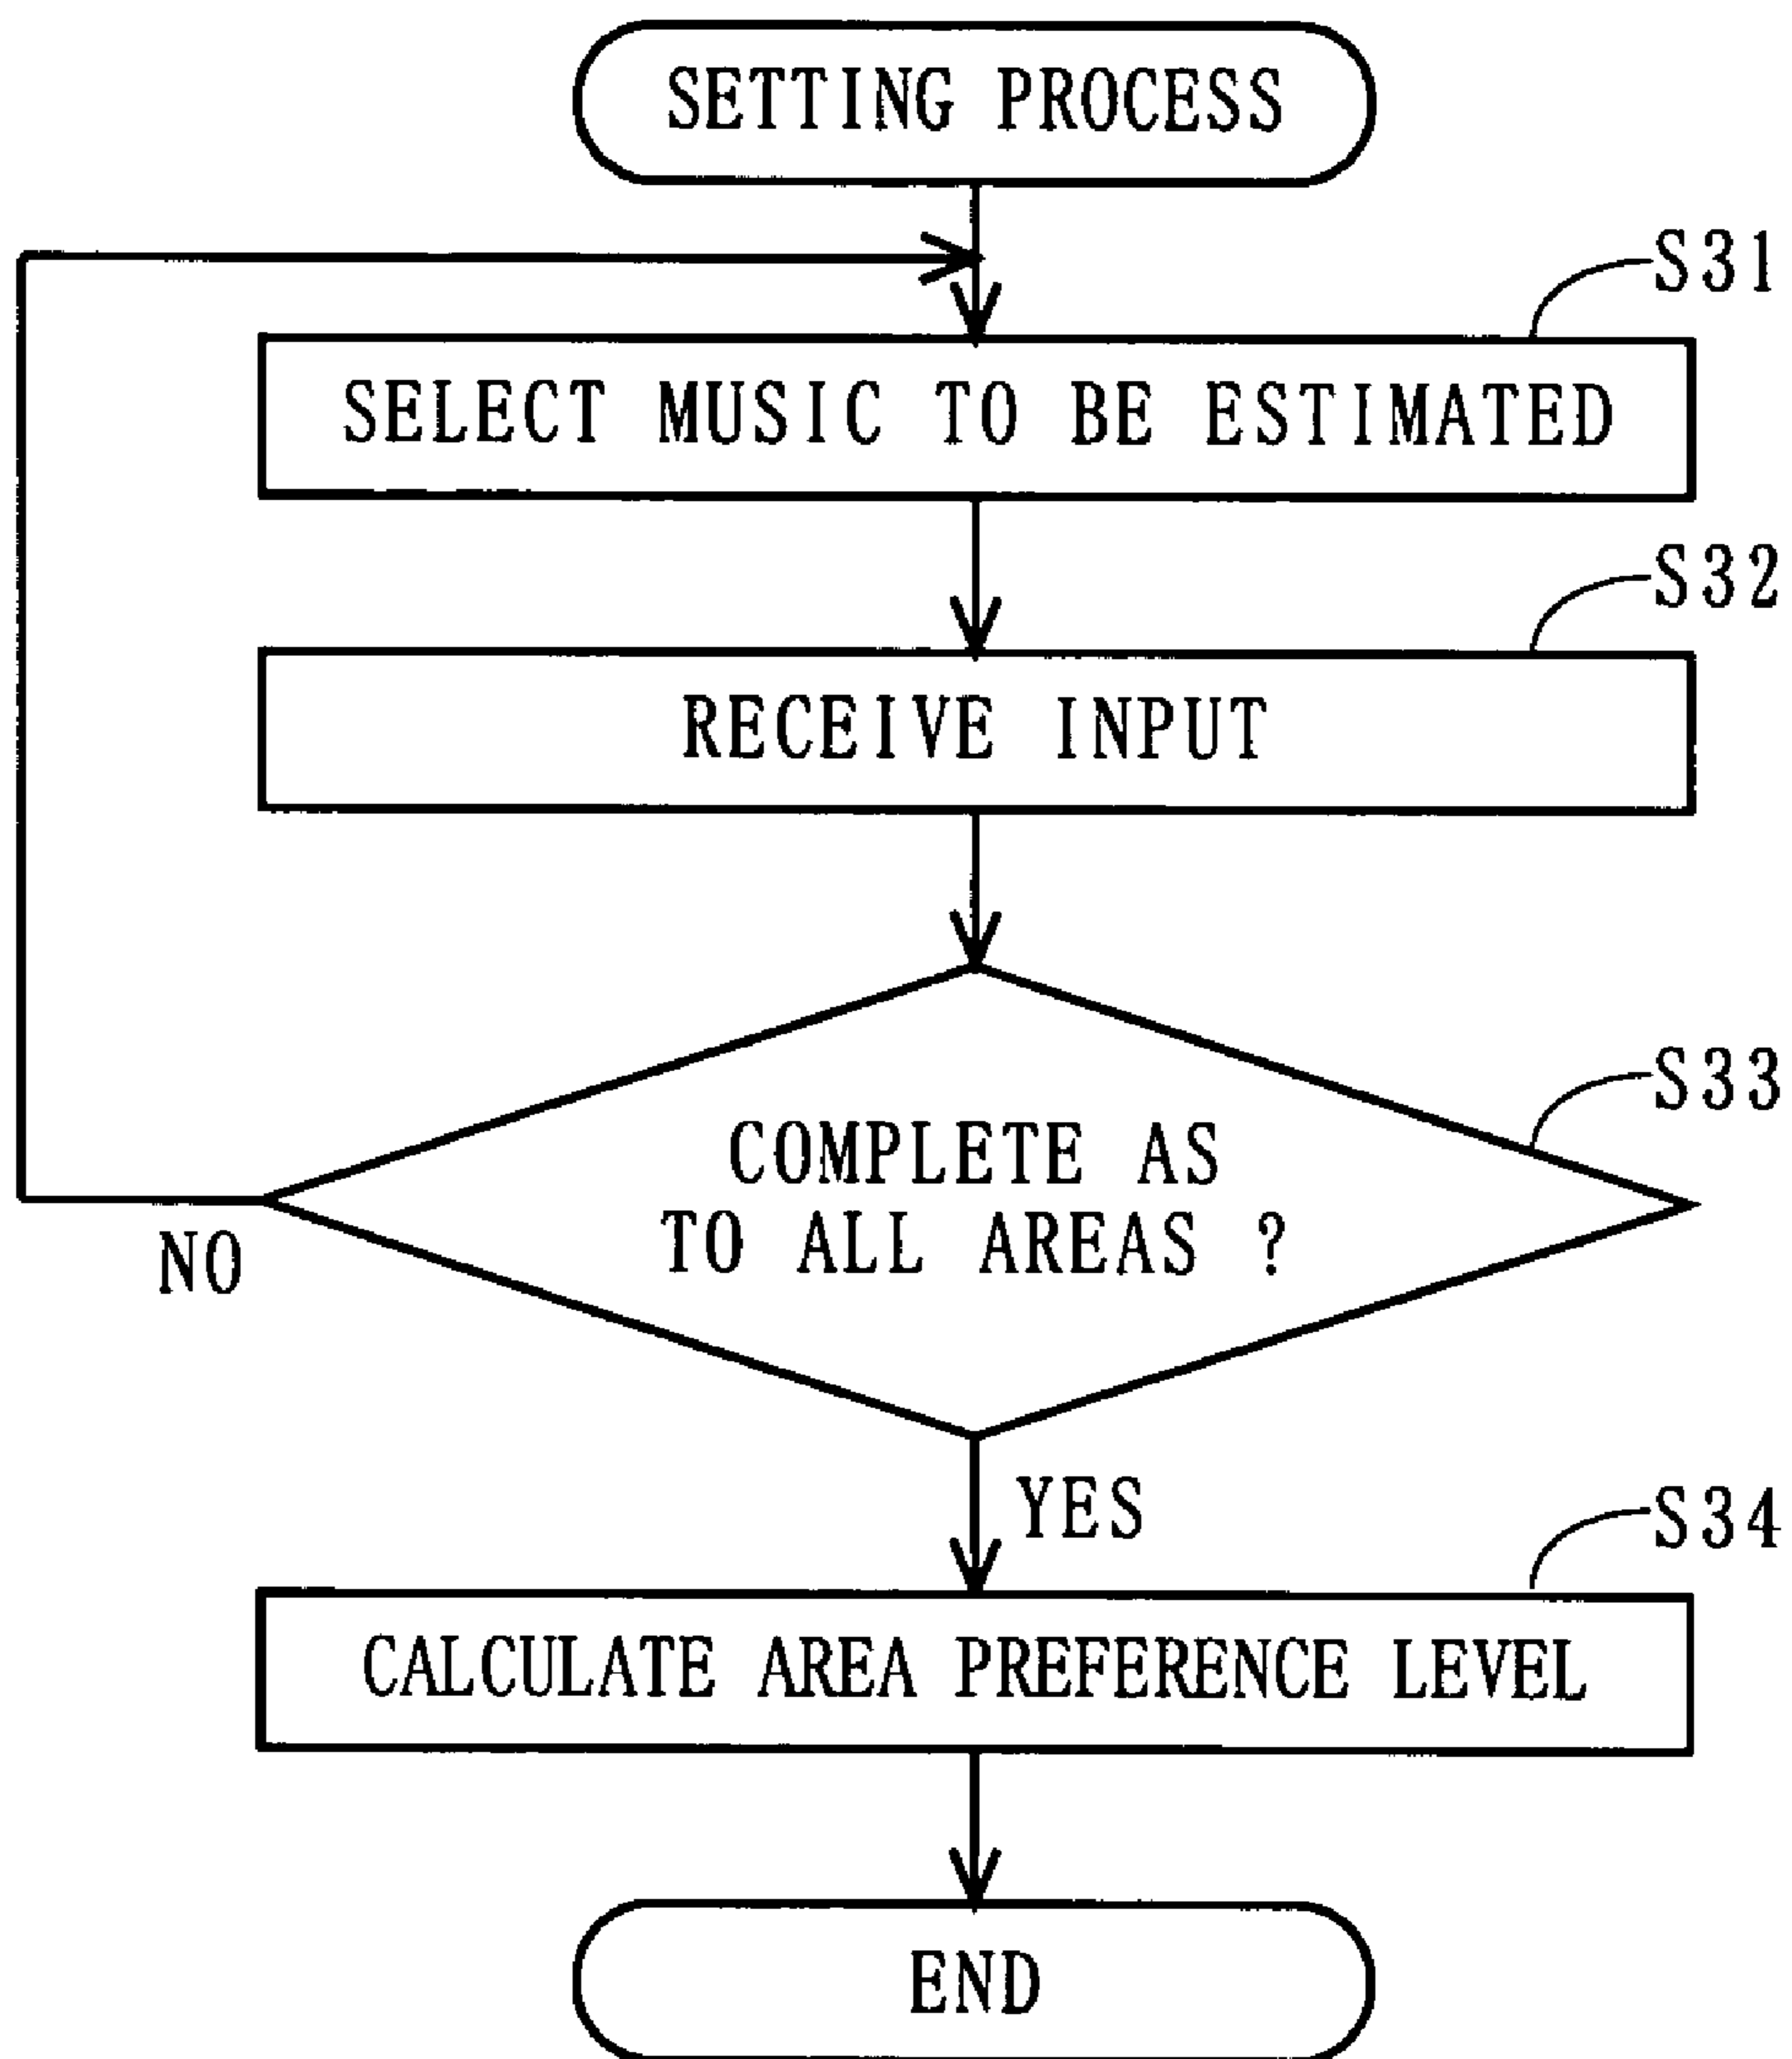 SETTING PROCESS
S31
SELECT MUSIC TO BE ESTIMATED
S32
RECEIVE INPUT
S33
COMPLETE AS
TO ALL AREAS ?
NO
YES
S34
CALCULATE AREA PREFERENCE LEVEL
END